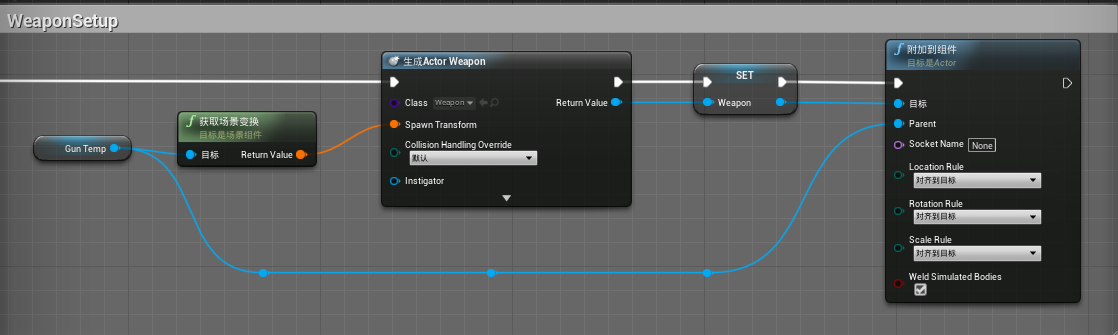 WeaponSetup
Gun Temp
获取场景变换
目标是场景组件
目标
Return Value
生成Actor Weapon
Class
Weapon
Return Value
Spawn Transform
Collision Handling Override
默认
Instigator
SET
Weapon
附加到组件
目标是Actor
目标
Parent
Socket Name
None
Location Rule
对齐到目标
Rotation Rule
对齐到目标
Scale Rule
对齐到目标
Weld Simulated Bodies